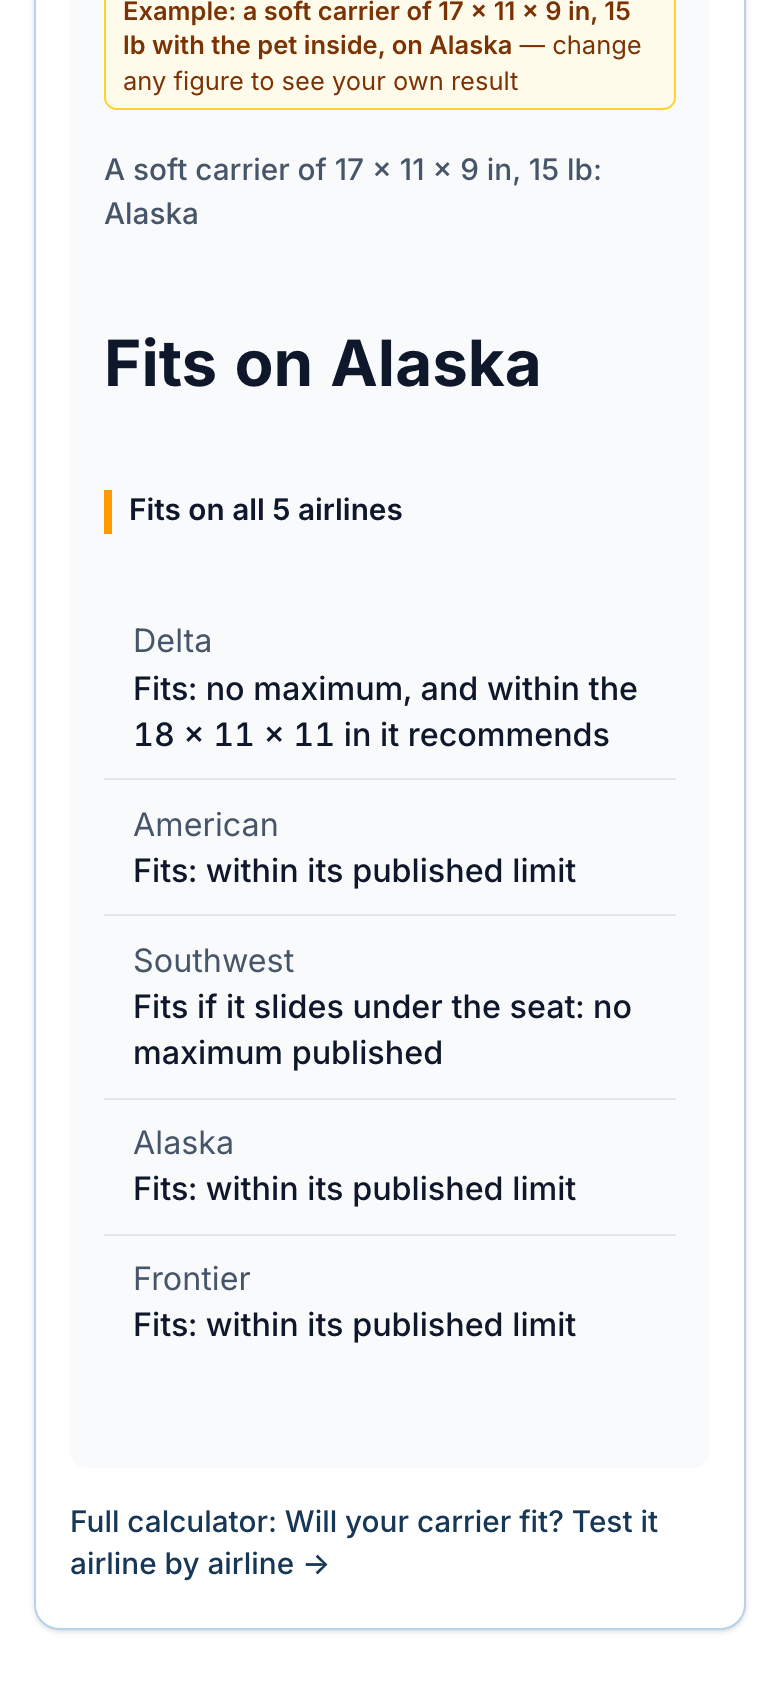 Example: a soft carrier of 17 × 11 × 9 in, 15
lb with the pet inside, on Alaska — change
any figure to see your own result
A soft carrier of 17 × 11 × 9 in, 15 lb:
Alaska
Fits on Alaska
Fits on all 5 airlines
Delta
Fits: no maximum, and within the
18 × 11 × 11 in it recommends
American
Fits: within its published limit
Southwest
Fits if it slides under the seat: no
maximum published
Alaska
Fits: within its published limit
Frontier
Fits: within its published limit
Full calculator: Will your carrier fit? Test it
airline by airline →